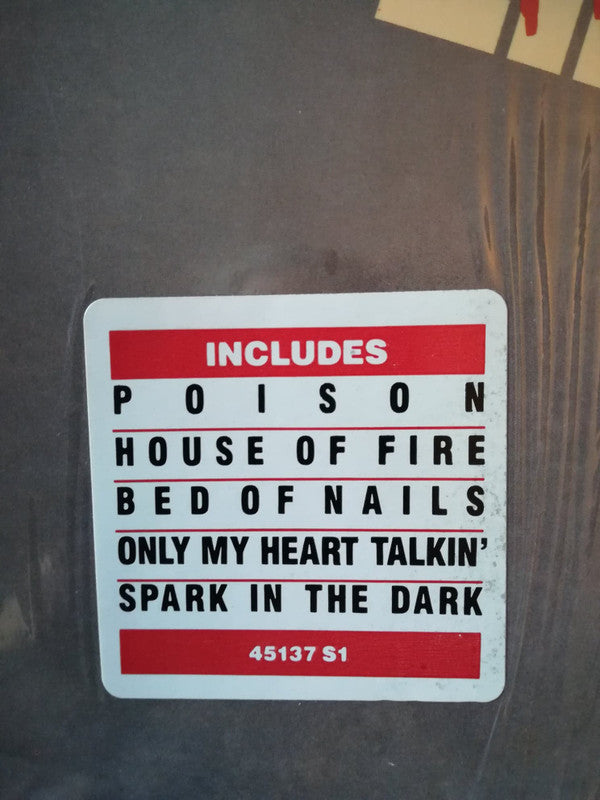 INCLUDES
POISON
HOUSE OF FIRE
BED OF NAILS
ONLY MY HEART TALKIN'
SPARK IN THE DARK
45137 S1